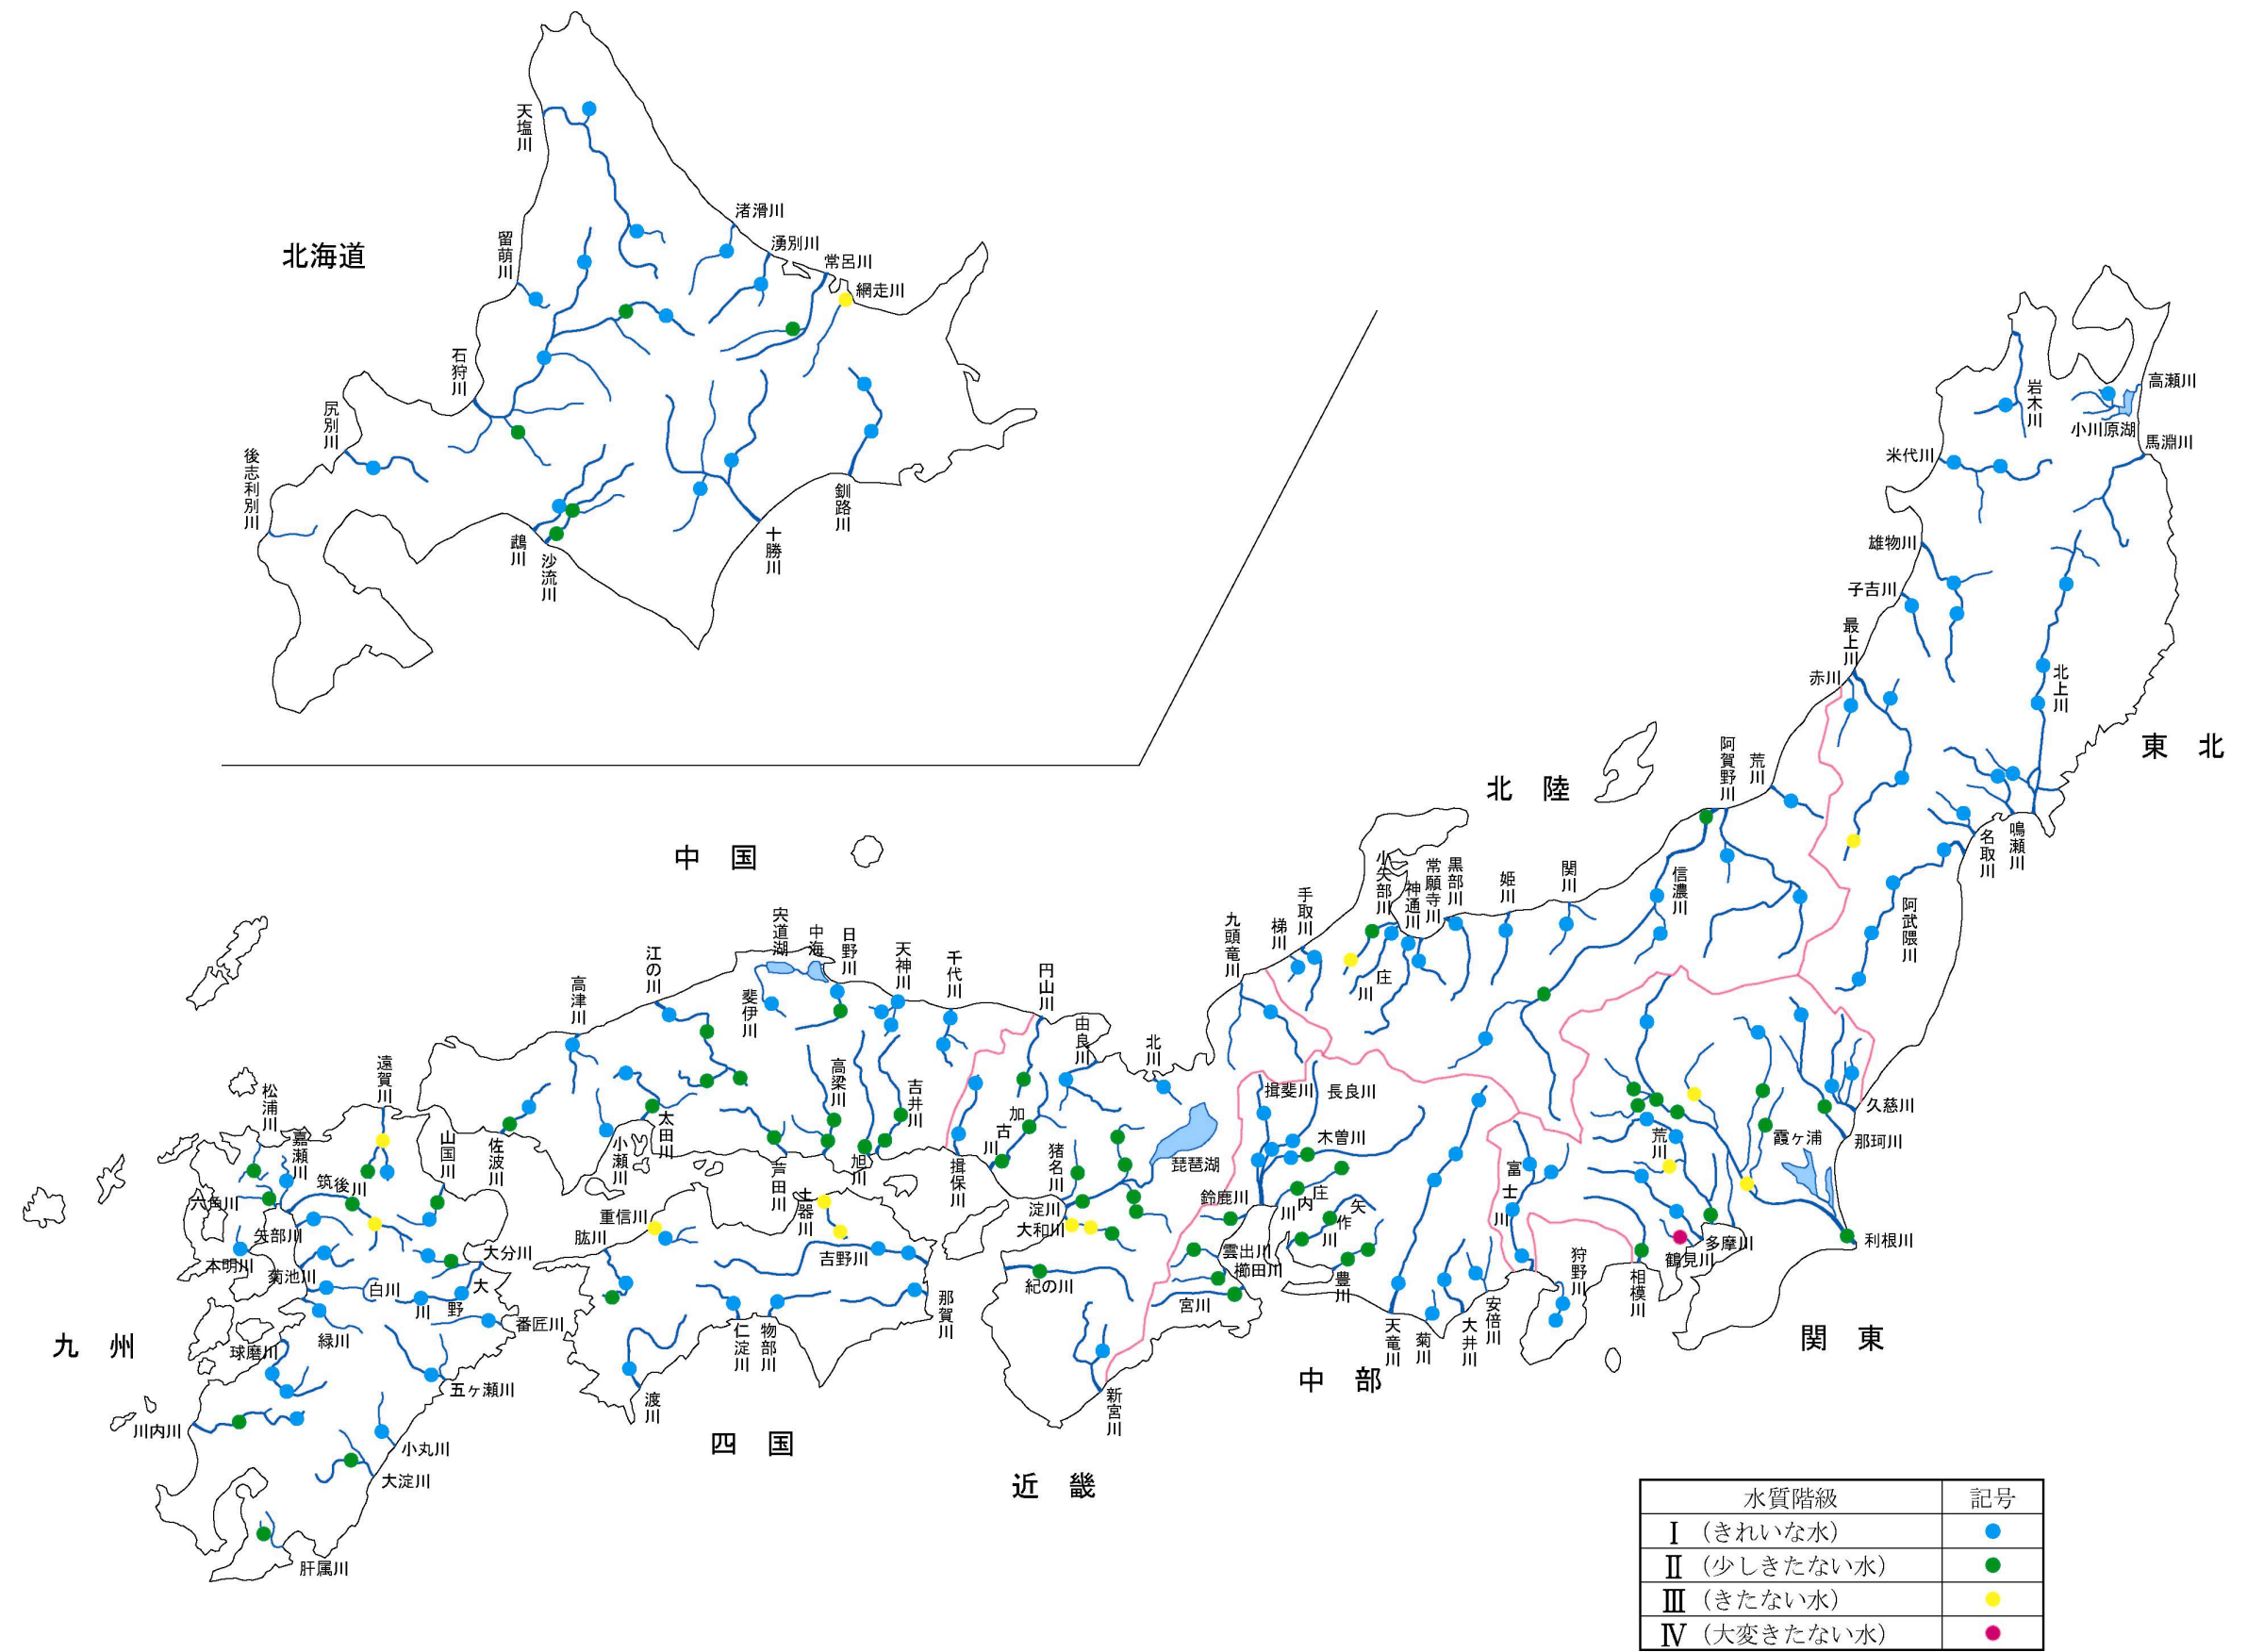 北海道
天塩川
留萌川
石狩川
尻別川
後志利別川
渚滑川
湧別川
常呂川
網走川
釧路川
十勝川
鵡川
沙流川
東 北
岩木川
高瀬川
小川原湖
馬淵川
米代川
雄物川
子吉川
最上川
赤川
北上川
鳴瀬川
名取川
阿武隈川
北 陸
荒川
阿賀野川
信濃川
関川
姫川
黒部川
常願寺川
神通川
小矢部川
庄川
手取川
梯川
九頭竜川
関 東
久慈川
那珂川
霞ヶ浦
利根川
荒川
多摩川
鶴見川
相模川
中 部
狩野川
富士川
安倍川
大井川
菊川
天竜川
豊川
矢作川
庄内川
木曽川
長良川
揖斐川
鈴鹿川
雲出川
櫛田川
宮川
近 畿
北川
由良川
円山川
琵琶湖
加古川
揖保川
猪名川
淀川
大和川
紀の川
新宮川
中 国
千代川
天神川
日野川
中海
宍道湖
斐伊川
江の川
高津川
吉井川
旭川
高梁川
芦田川
太田川
小瀬川
佐波川
四 国
土器川
重信川
肱川
吉野川
那賀川
物部川
仁淀川
渡川
九 州
遠賀川
山国川
松浦川
嘉瀬川
筑後川
六角川
矢部川
本明川
菊池川
白川
緑川
球磨川
川内川
肝属川
大淀川
小丸川
五ヶ瀬川
番匠川
大野川
大分川
水質階級 記号
Ⅰ（きれいな水）
Ⅱ（少しきたない水）
Ⅲ（きたない水）
Ⅳ（大変きたない水）